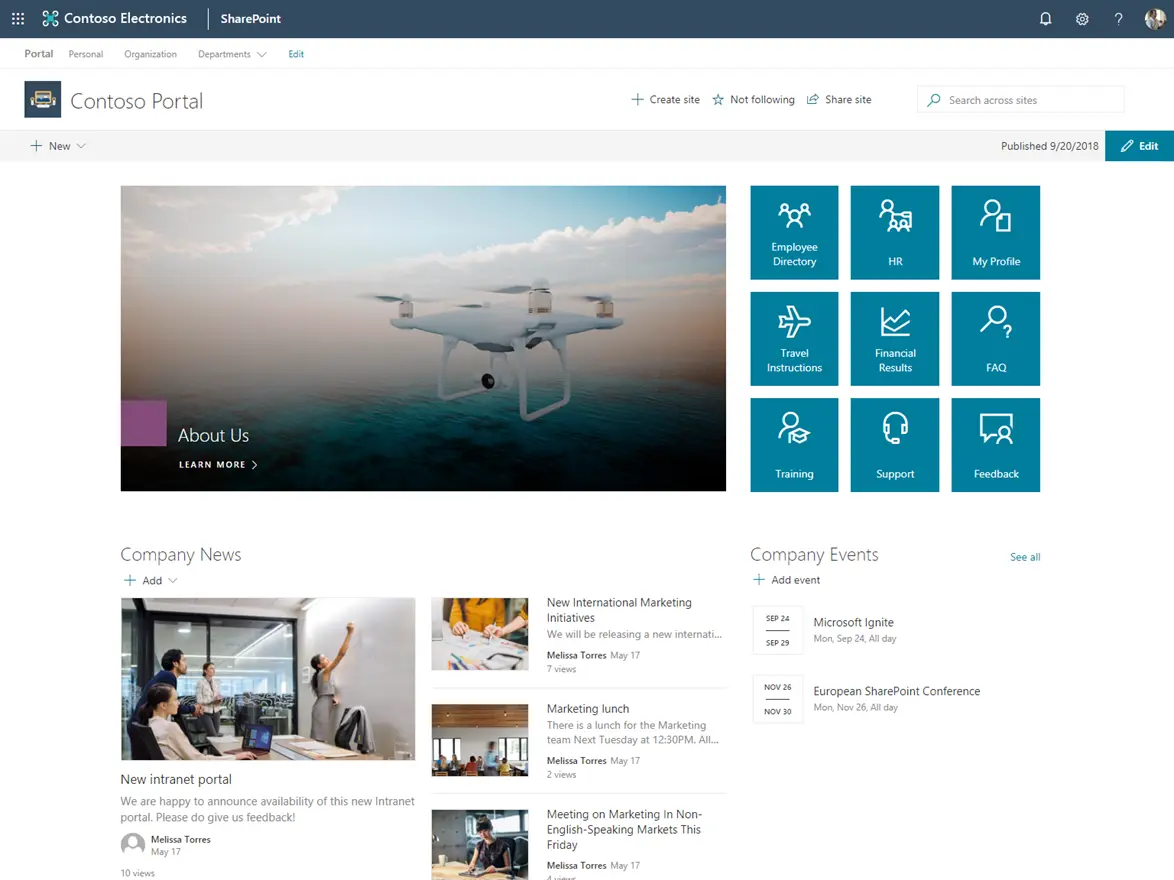 Contoso Electronics
SharePoint
?
Portal
Personal
Organization
Departments
Edit
Contoso Portal
Create site
Not following
Share site
Search across sites
New
Published 9/20/2018
Edit
About Us
LEARN MORE
Employee
Directory
HR
My Profile
Travel
Instructions
Financial
Results
FAQ
Training
Support
Feedback
Company News
Add
New intranet portal
We are happy to announce availability of this new Intranet
portal. Please do give us feedback!
Melissa Torres
May 17
10 views
New International Marketing
Initiatives
We will be releasing a new internati...
Melissa Torres May 17
7 views
Marketing lunch
There is a lunch for the Marketing
team Next Tuesday at 12:30PM. All...
Melissa Torres May 17
2 views
Meeting on Marketing In Non-
English-Speaking Markets This
Friday
Melissa Torres May 17
4 views
Company Events
See all
Add event
SEP 24
SEP 29
Microsoft Ignite
Mon, Sep 24, All day
NOV 26
NOV 30
European SharePoint Conference
Mon, Nov 26, All day